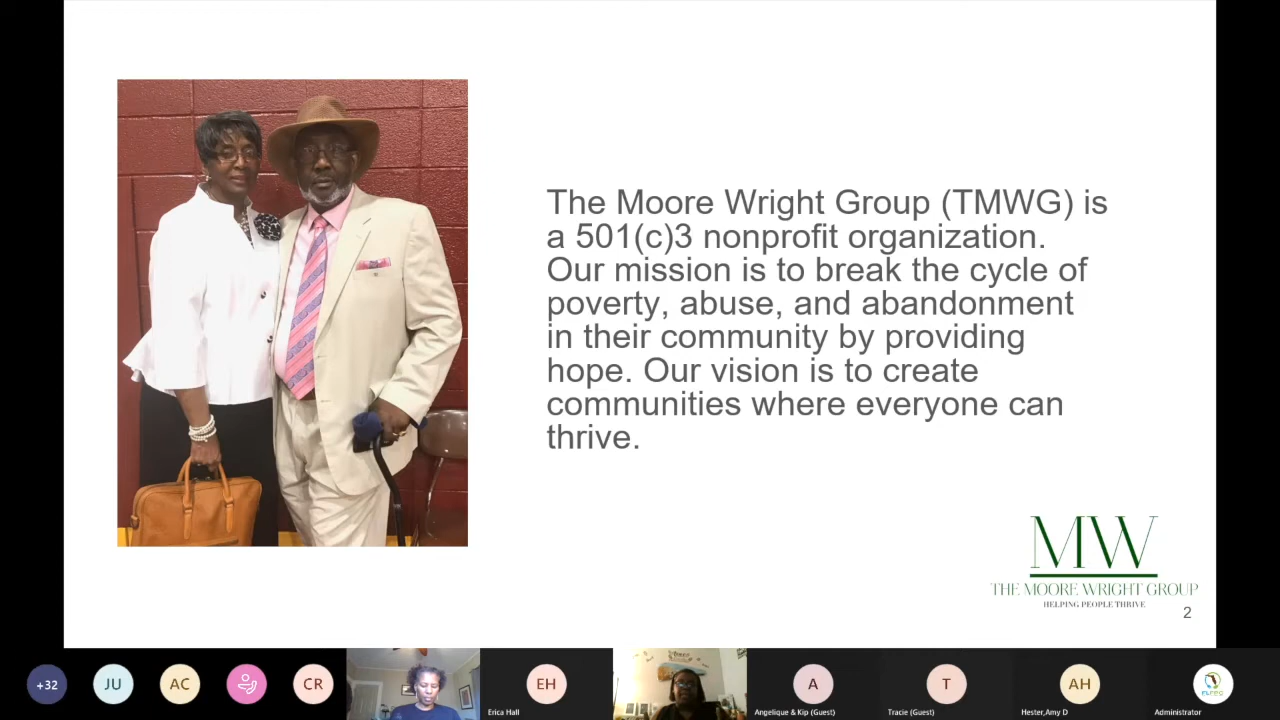 The Moore Wright Group (TMWG) is
a 501(c)3 nonprofit organization.
Our mission is to break the cycle of
poverty, abuse, and abandonment
in their community by providing
hope. Our vision is to create
communities where everyone can
thrive.
MW
THE MOORE WRIGHT GROUP
HELPING PEOPLE THRIVE
2
+32
JU
AC
CR
EH
Erica Hall
A
Angelique & Kip (Guest)
T
Tracie (Guest)
AH
Hester,Amy D
Administrator